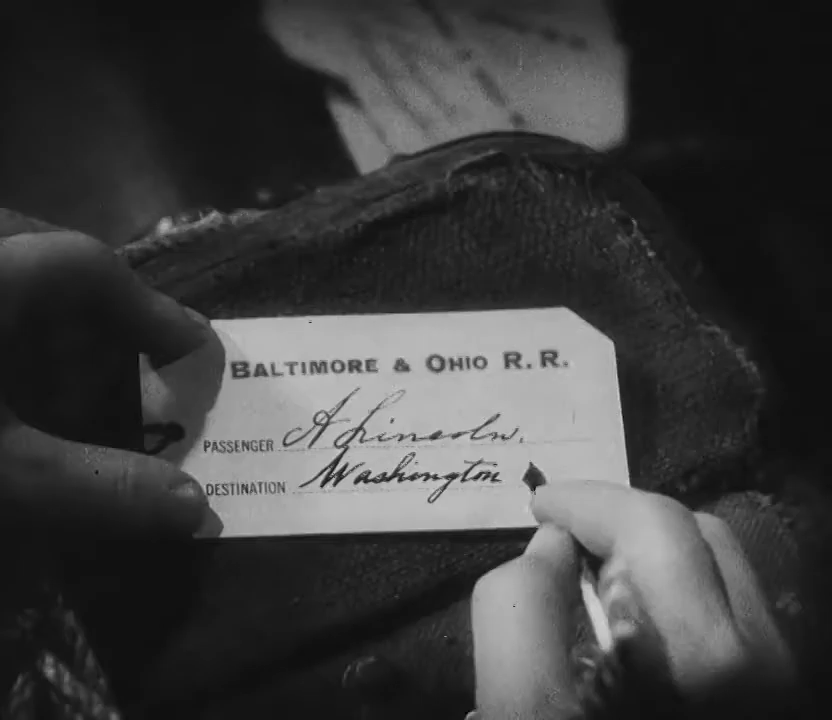 BALTIMORE & OHIO R. R.
PASSENGER A Lincoln.
DESTINATION Washington